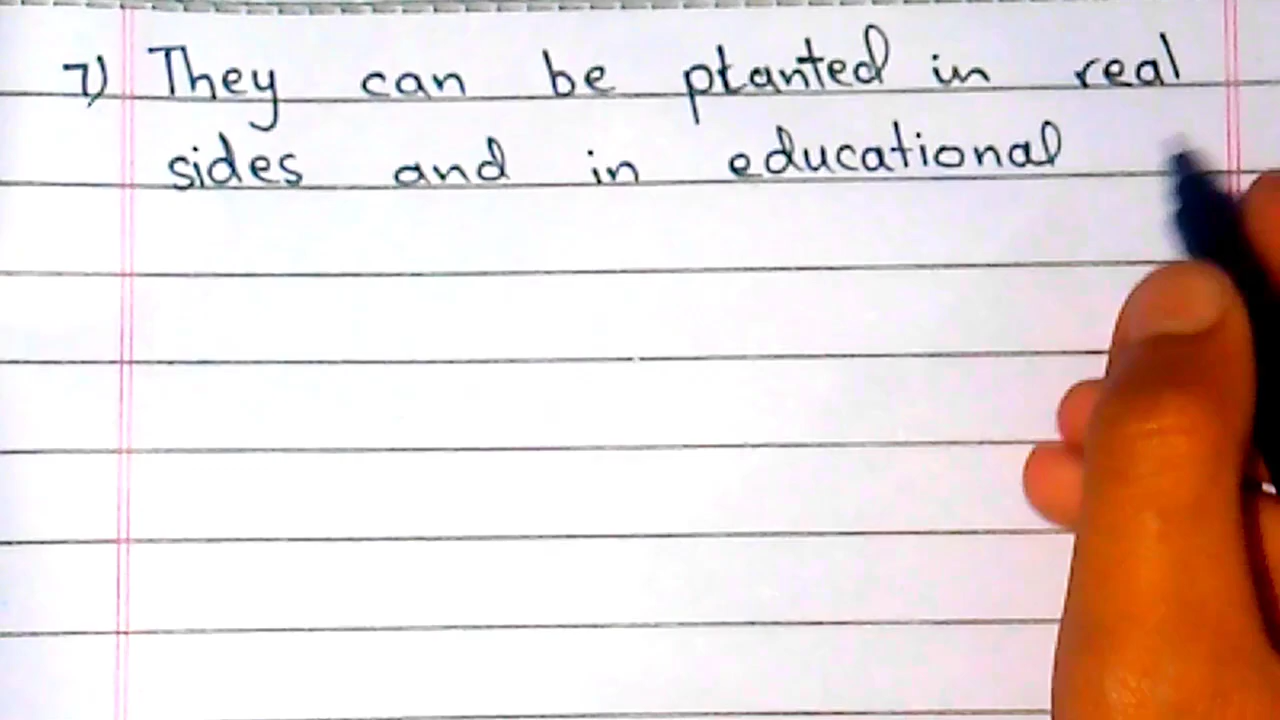 7) They can be planted in real
sides and in educational